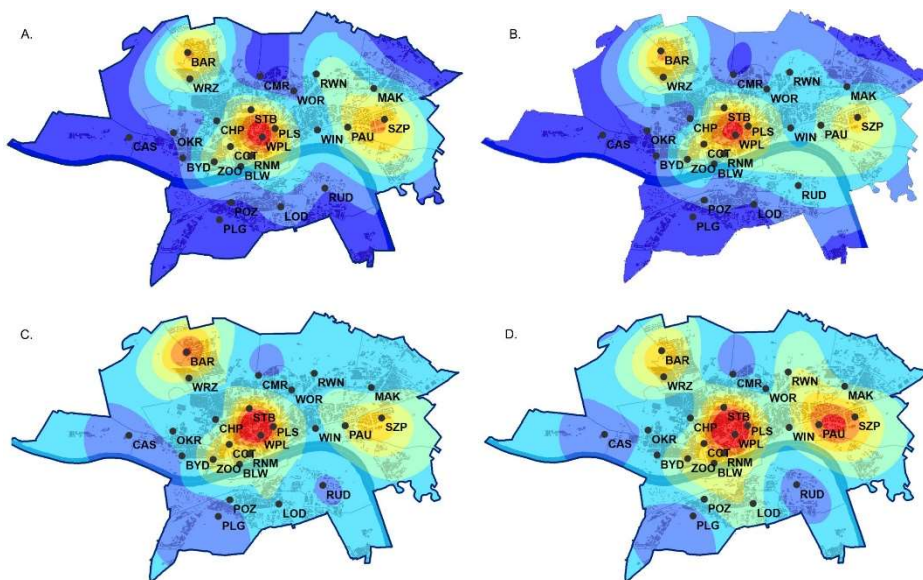 A.
BAR
WRZ
CMR
RWN
WOR
MAK
STB
CHP
PLS
SZP
OKR
WIN
PAU
CAS
WPL
CGT
BYD
RNM
ZOO
BLW
RUD
POZ
LOD
PLG
B.
BAR
WRZ
CMR
RWN
WOR
MAK
STB
CHP
PLS
SZP
OKR
WIN
PAU
CAS
WPL
CGT
BYD
RNM
ZOO
BLW
RUD
POZ
LOD
PLG
C.
BAR
WRZ
CMR
RWN
WOR
MAK
STB
CHP
PLS
SZP
OKR
WIN
PAU
CAS
WPL
CGT
BYD
RNM
ZOO
BLW
RUD
POZ
LOD
PLG
D.
BAR
WRZ
CMR
RWN
WOR
MAK
STB
CHP
PLS
SZP
OKR
WIN
PAU
CAS
WPL
CGT
BYD
RNM
ZOO
BLW
RUD
POZ
LOD
PLG